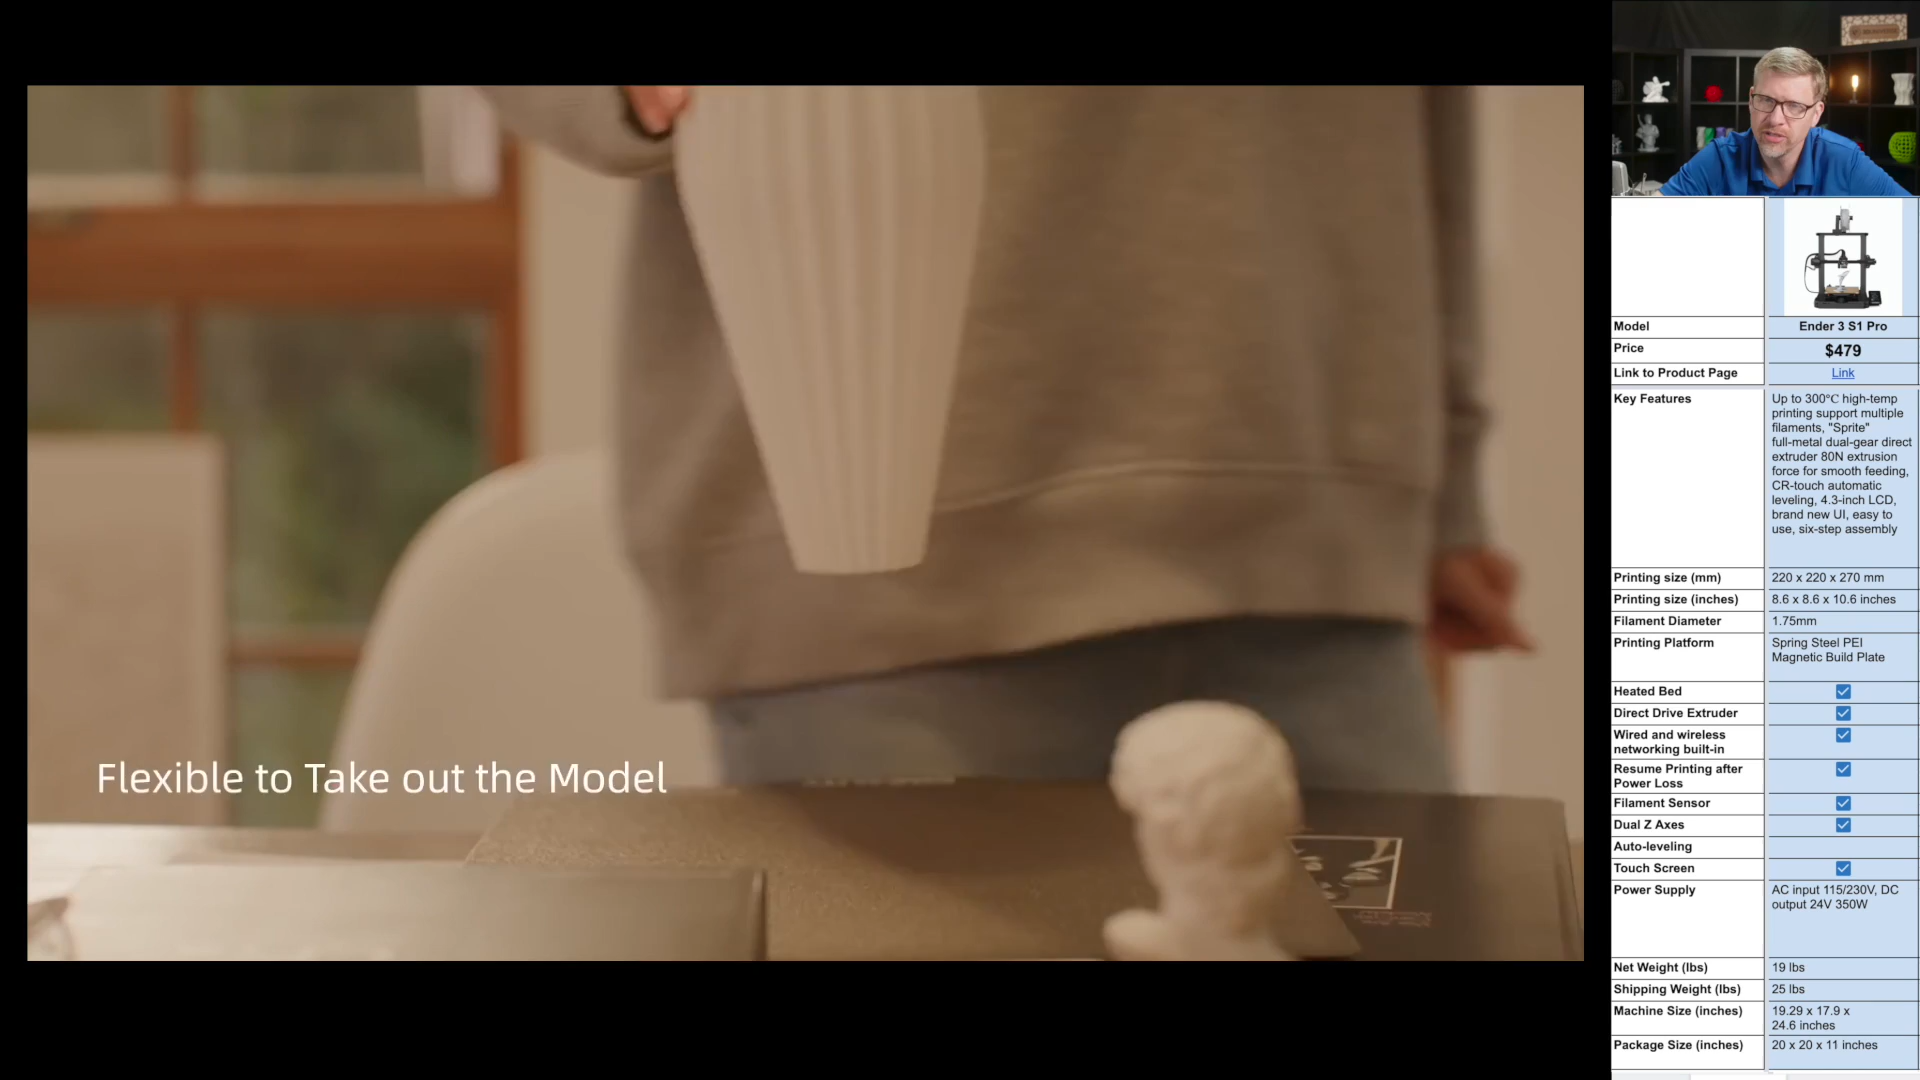 Flexible to Take out the Model
Model
Ender 3 S1 Pro
Price
$479
Link to Product Page
Link
Key Features
Up to 300°C high-temp
printing support multiple
filaments, "Sprite"
full-metal dual-gear direct
extruder 80N extrusion
force for smooth feeding,
CR-touch automatic
leveling, 4.3-inch LCD,
brand new UI, easy to
use, six-step assembly
Printing size (mm)
220 x 220 x 270 mm
Printing size (inches)
8.6 x 8.6 x 10.6 inches
Filament Diameter
1.75mm
Printing Platform
Spring Steel PEI
Magnetic Build Plate
Heated Bed
Direct Drive Extruder
Wired and wireless
networking built-in
Resume Printing after
Power Loss
Filament Sensor
Dual Z Axes
Auto-leveling
Touch Screen
Power Supply
AC input 115/230V, DC
output 24V 350W
Net Weight (lbs)
19 lbs
Shipping Weight (lbs)
25 lbs
Machine Size (inches)
19.29 x 17.9 x
24.6 inches
Package Size (inches)
20 x 20 x 11 inches